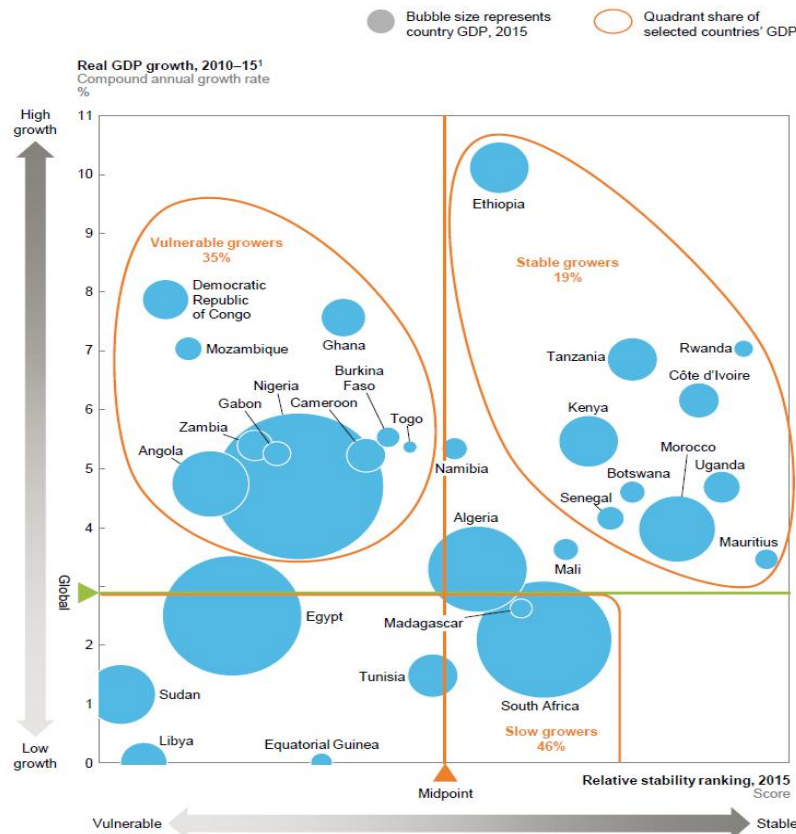 Bubble size represents
country GDP, 2015
Quadrant share of
selected countries' GDP
Real GDP growth, 2010–15¹
Compound annual growth rate
%
High
growth
11
10
9
8
7
6
5
4
3
2
1
0
Global
Low
growth
Ethiopia
Vulnerable growers
35%
Stable growers
19%
Democratic
Republic
of Congo
Mozambique
Ghana
Tanzania
Rwanda
Côte d'Ivoire
Burkina
Faso
Nigeria
Gabon
Cameroon
Togo
Zambia
Angola
Kenya
Morocco
Namibia
Botswana
Uganda
Senegal
Algeria
Mali
Mauritius
Egypt
Madagascar
Tunisia
Sudan
South Africa
Slow growers
46%
Libya
Equatorial Guinea
Midpoint
Relative stability ranking, 2015
Score
Vulnerable
Stable